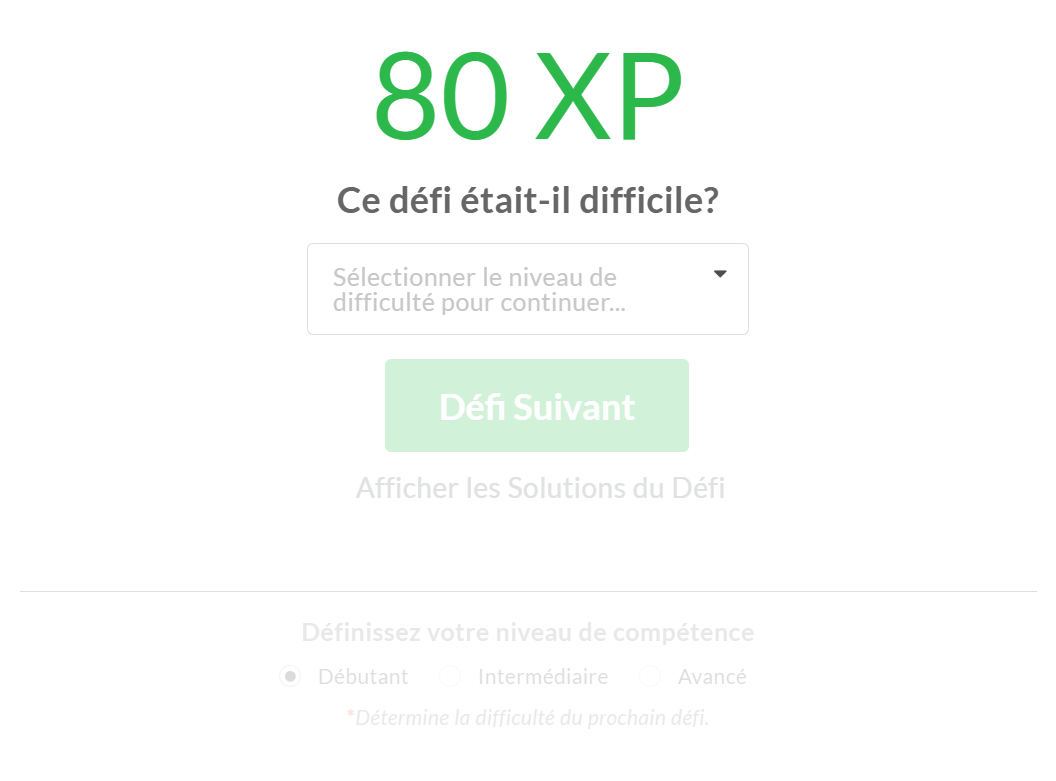 80 XP
Ce défi était-il difficile?
Sélectionner le niveau de
difficulté pour continuer...
Défi Suivant
Afficher les Solutions du Défi
Définissez votre niveau de compétence
Débutant Intermédiaire Avancé
*Détermine la difficulté du prochain défi.